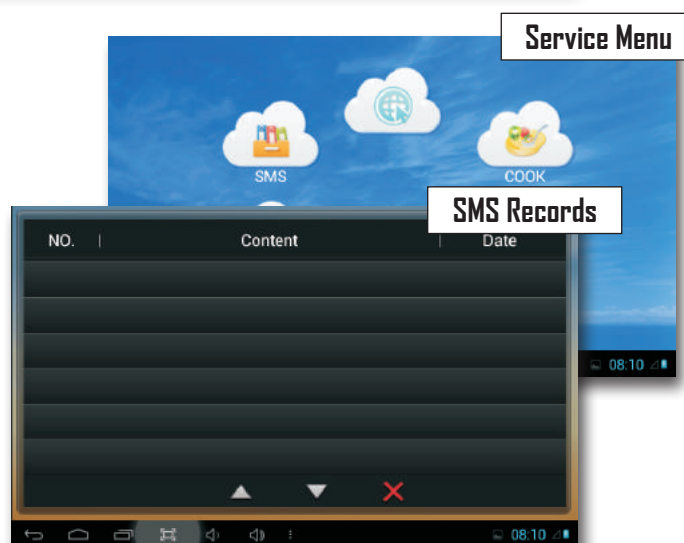 Service Menu
SMS
COOK
SMS Records
NO. | Content | Date
08:10
08:10